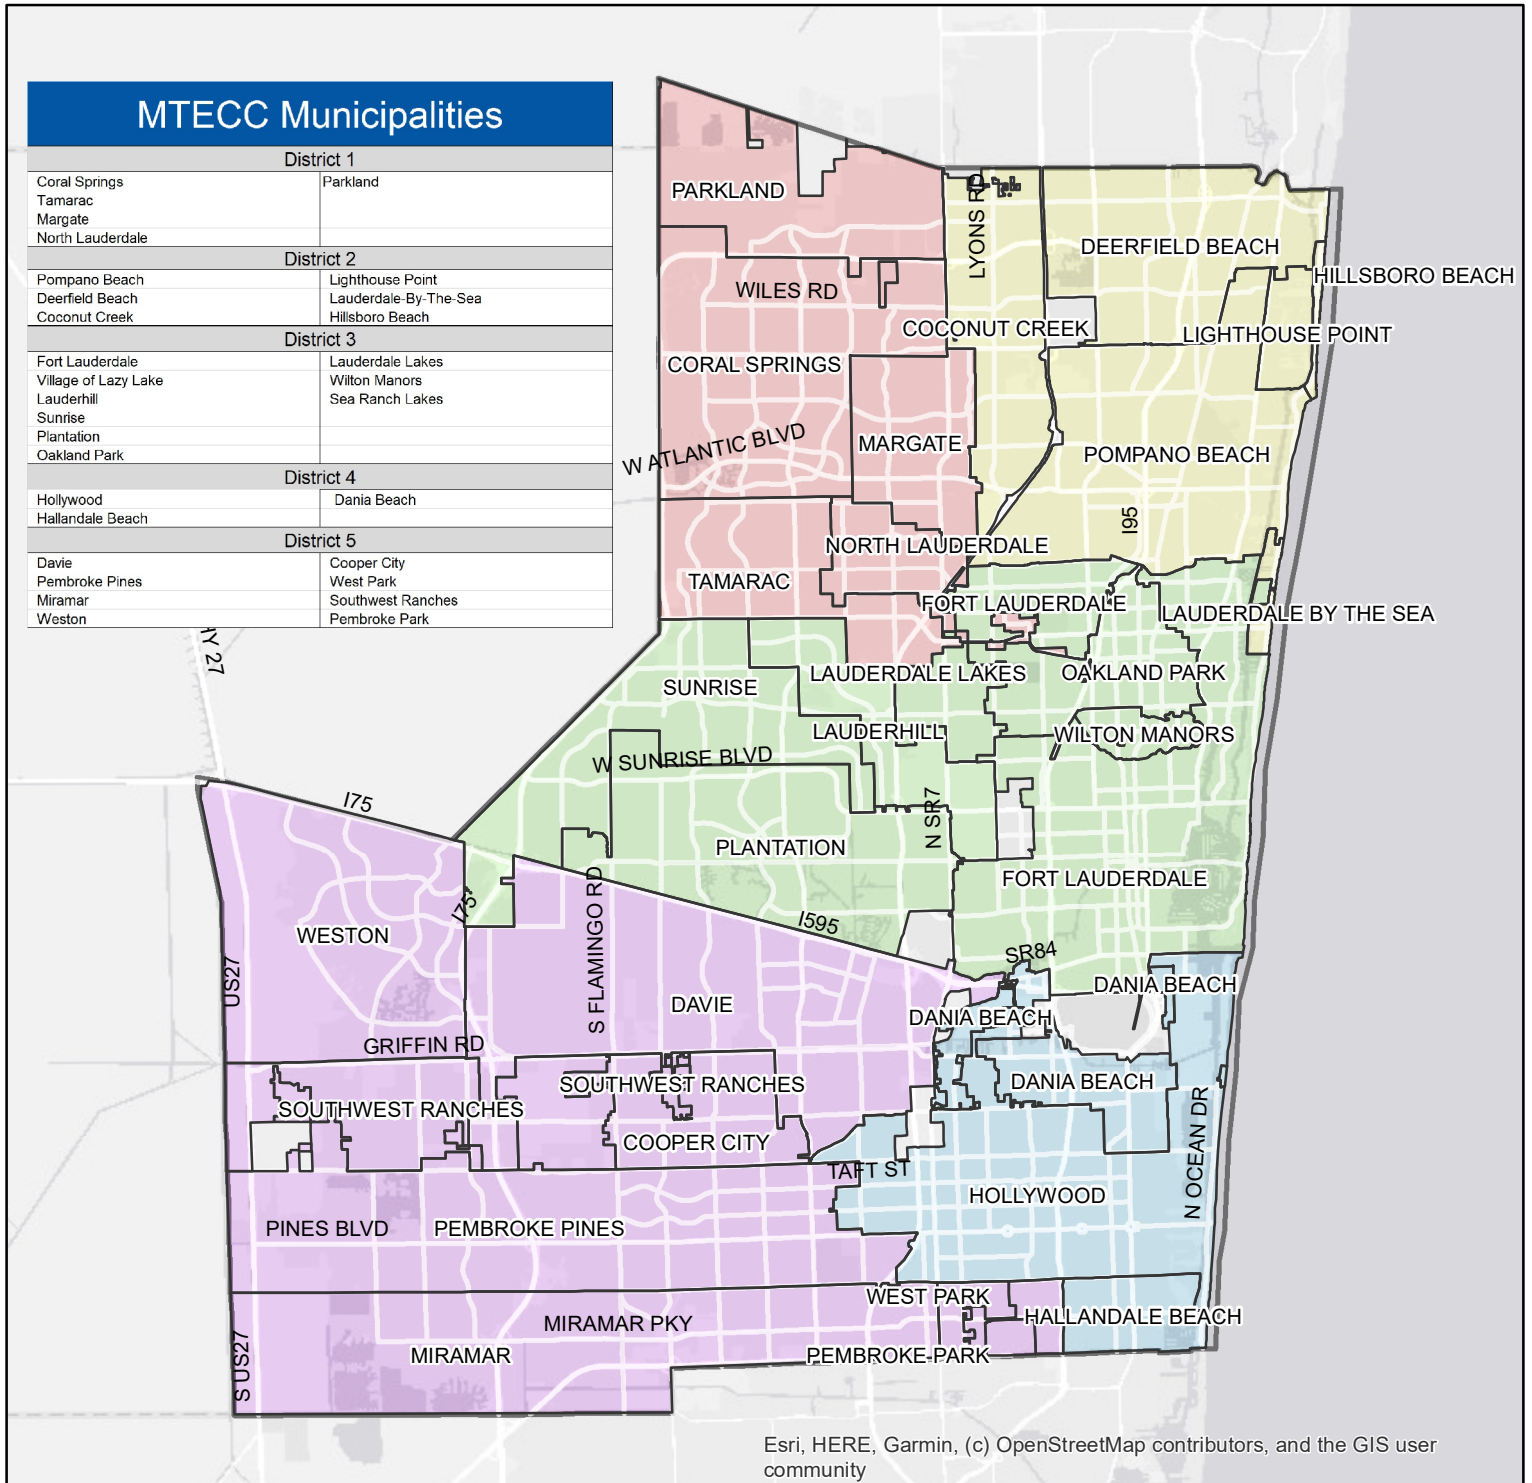 MTECC Municipalities
District 1
Coral Springs Parkland
Tamarac
Margate
North Lauderdale
District 2
Pompano Beach Lighthouse Point
Deerfield Beach Lauderdale-By-The-Sea
Coconut Creek Hillsboro Beach
District 3
Fort Lauderdale Lauderdale Lakes
Village of Lazy Lake Wilton Manors
Lauderhill Sea Ranch Lakes
Sunrise
Plantation
Oakland Park
District 4
Hollywood Dania Beach
Hallandale Beach
District 5
Davie Cooper City
Pembroke Pines West Park
Miramar Southwest Ranches
Weston Pembroke Park
PARKLAND
LYONS RD
DEERFIELD BEACH
HILLSBORO BEACH
WILES RD
COCONUT CREEK
LIGHTHOUSE POINT
CORAL SPRINGS
W ATLANTIC BLVD
MARGATE
POMPANO BEACH
I95
NORTH LAUDERDALE
TAMARAC
FORT LAUDERDALE
LAUDERDALE BY THE SEA
HY 27
SUNRISE
LAUDERDALE LAKES
OAKLAND PARK
LAUDERHILL
WILTON MANORS
W SUNRISE BLVD
I75
N SR7
PLANTATION
FORT LAUDERDALE
I75
S FLAMINGO RD
I595
WESTON
SR84
US27
DANIA BEACH
DAVIE
DANIA BEACH
GRIFFIN RD
SOUTHWEST RANCHES
DANIA BEACH
SOUTHWEST RANCHES
COOPER CITY
N OCEAN DR
TAFT ST
HOLLYWOOD
PINES BLVD
PEMBROKE PINES
WEST PARK
MIRAMAR PKY
HALLANDALE BEACH
MIRAMAR
PEMBROKE PARK
S US27
Esri, HERE, Garmin, (c) OpenStreetMap contributors, and the GIS user
community